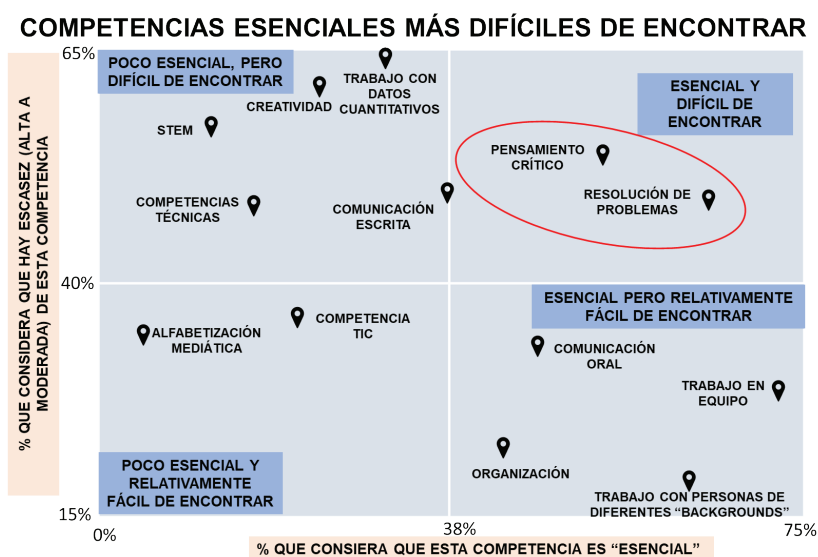 COMPETENCIAS ESENCIALES MÁS DIFÍCILES DE ENCONTRAR
% QUE CONSIDERA QUE HAY ESCASEZ (ALTA A
MODERADA) DE ESTA COMPETENCIA
65%
POCO ESENCIAL, PERO
DIFÍCIL DE ENCONTRAR
TRABAJO CON
DATOS
CUANTITATIVOS
CREATIVIDAD
STEM
ESENCIAL Y
DIFÍCIL DE
ENCONTRAR
PENSAMIENTO
CRÍTICO
RESOLUCIÓN DE
PROBLEMAS
COMPETENCIAS
TÉCNICAS
COMUNICACIÓN
ESCRITA
40%
ESENCIAL PERO RELATIVAMENTE
FÁCIL DE ENCONTRAR
ALFABETIZACIÓN
MEDIÁTICA
COMPETENCIA
TIC
COMUNICACIÓN
ORAL
TRABAJO EN
EQUIPO
POCO ESENCIAL Y
RELATIVAMENTE
FÁCIL DE ENCONTRAR
ORGANIZACIÓN
TRABAJO CON PERSONAS DE
DIFERENTES “BACKGROUNDS”
15%
0%
38%
75%
% QUE CONSIERA QUE ESTA COMPETENCIA ES “ESENCIAL”